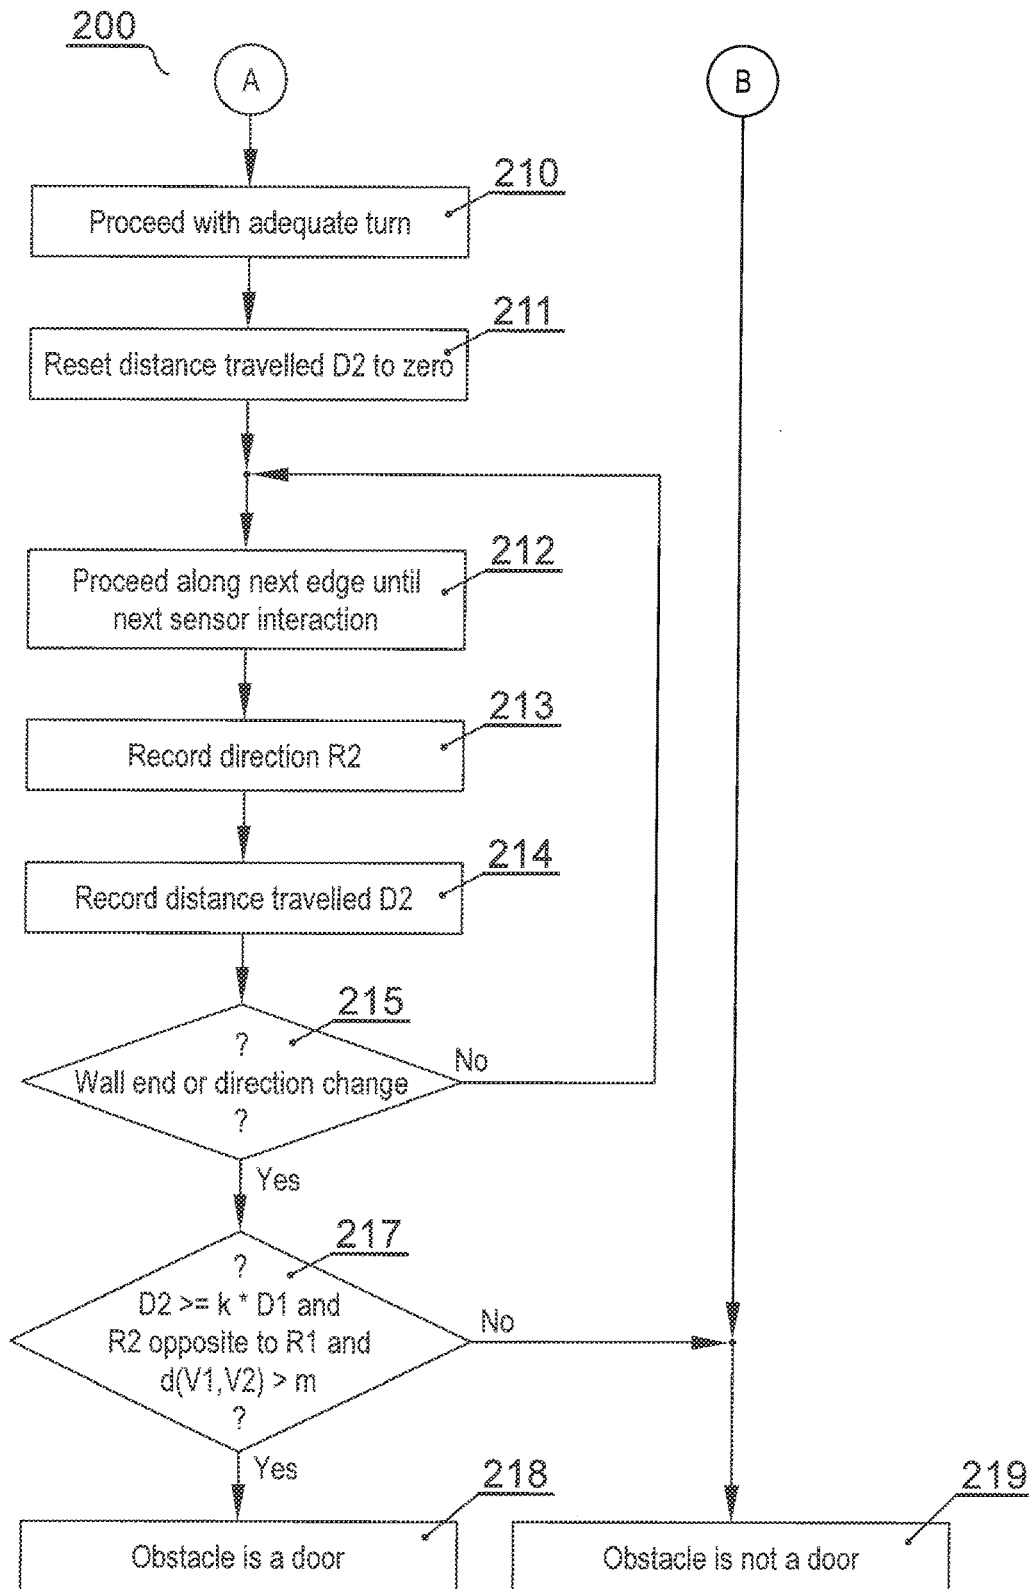 200
A
B
210
Proceed with adequate turn
211
Reset distance travelled D2 to zero
212
Proceed along next edge until
next sensor interaction
213
Record direction R2
214
Record distance travelled D2
215
?
Wall end or direction change
?
No
Yes
217
?
D2 >= k * D1 and
R2 opposite to R1 and
d(V1,V2) > m
?
No
Yes
218
Obstacle is a door
219
Obstacle is not a door